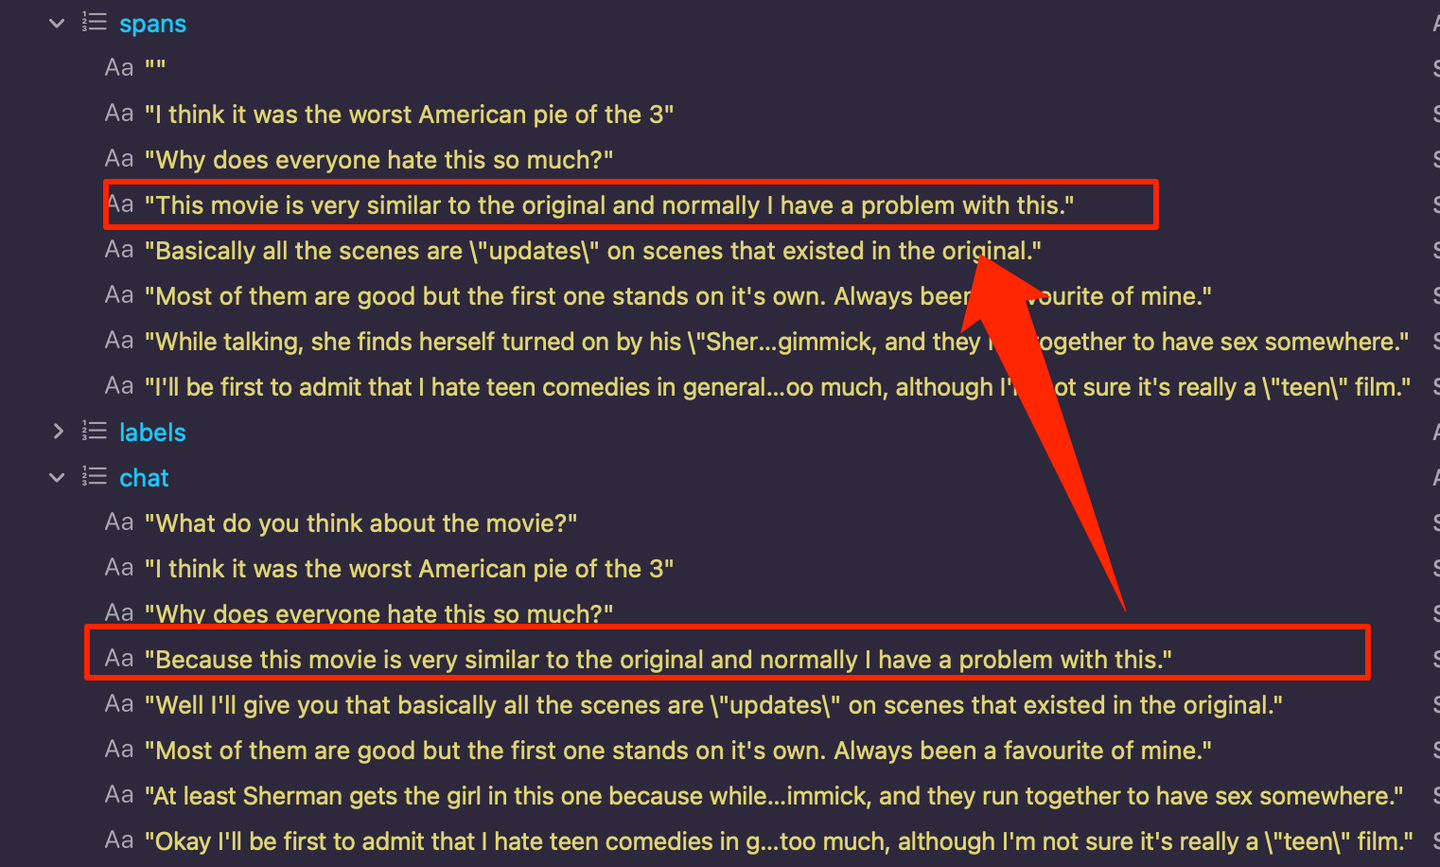 spans
Aa ""
Aa "I think it was the worst American pie of the 3"
Aa "Why does everyone hate this so much?"
Aa "This movie is very similar to the original and normally I have a problem with this."
Aa "Basically all the scenes are \"updates\" on scenes that existed in the original."
Aa "Most of them are good but the first one stands on it's own. Always been favourite of mine."
Aa "While talking, she finds herself turned on by his \"Sher...gimmick, and they together to have sex somewhere."
Aa "I'll be first to admit that I hate teen comedies in general...oo much, although I'm not sure it's really a \"teen\" film."
labels
chat
Aa "What do you think about the movie?"
Aa "I think it was the worst American pie of the 3"
Aa "Why does everyone hate this so much?"
Aa "Because this movie is very similar to the original and normally I have a problem with this."
Aa "Well I'll give you that basically all the scenes are \"updates\" on scenes that existed in the original."
Aa "Most of them are good but the first one stands on it's own. Always been a favourite of mine."
Aa "At least Sherman gets the girl in this one because while...immick, and they run together to have sex somewhere."
Aa "Okay I'll be first to admit that I hate teen comedies in g...too much, although I'm not sure it's really a \"teen\" film."